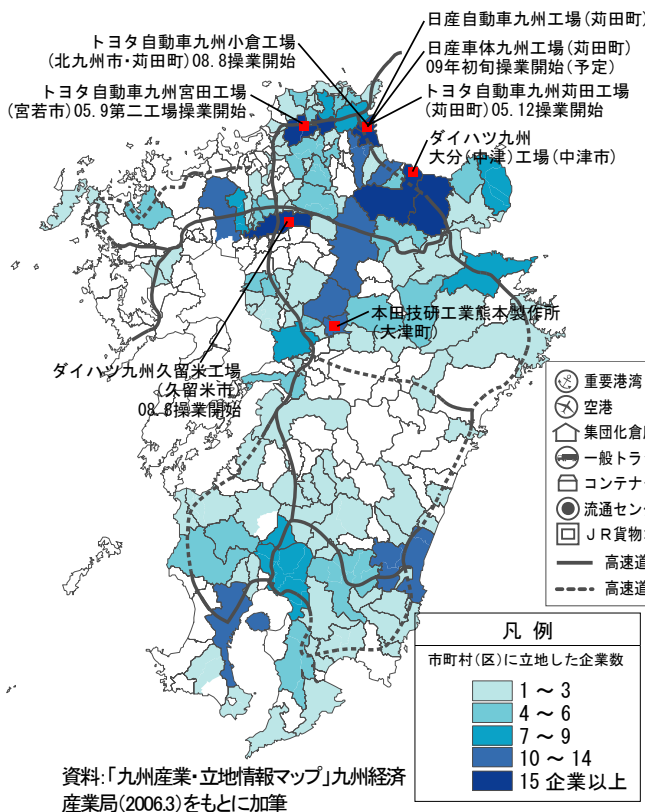 日産自動車九州工場(苅田町)
トヨタ自動車九州小倉工場
(北九州市・苅田町)08.8操業開始
日産車体九州工場(苅田町)
09年初旬操業開始(予定)
トヨタ自動車九州宮田工場
(宮若市)05.9第二工場操業開始
トヨタ自動車九州苅田工場
(苅田町)05.12操業開始
ダイハツ九州
大分(中津)工場(中津市)
本田技研工業熊本製作所
(大津町)
ダイハツ九州久留米工場
(久留米市)
08.8操業開始
重要港湾
空港
集団化倉
一般トラ
コンテナ
流通セン
JR貨物
高速道
高速道
凡 例
市町村(区)に立地した企業数
1～3
4～6
7～9
10～14
15企業以上
資料:「九州産業・立地情報マップ」九州経済
産業局(2006.3)をもとに加筆